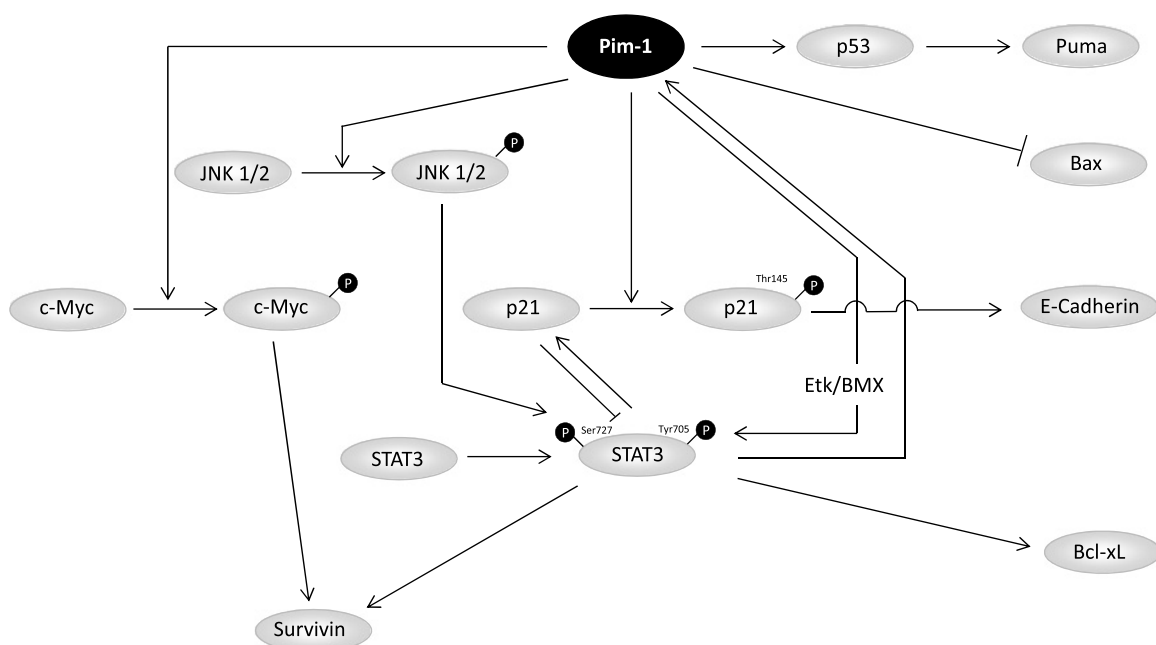 Pim-1
p53
Puma
P
Bax
JNK 1/2
JNK 1/2
P
Thr145
P
c-Myc
c-Myc
p21
p21
E-Cadherin
Etk/BMX
P
Ser727
Tyr705
P
STAT3
STAT3
Bcl-xL
Survivin